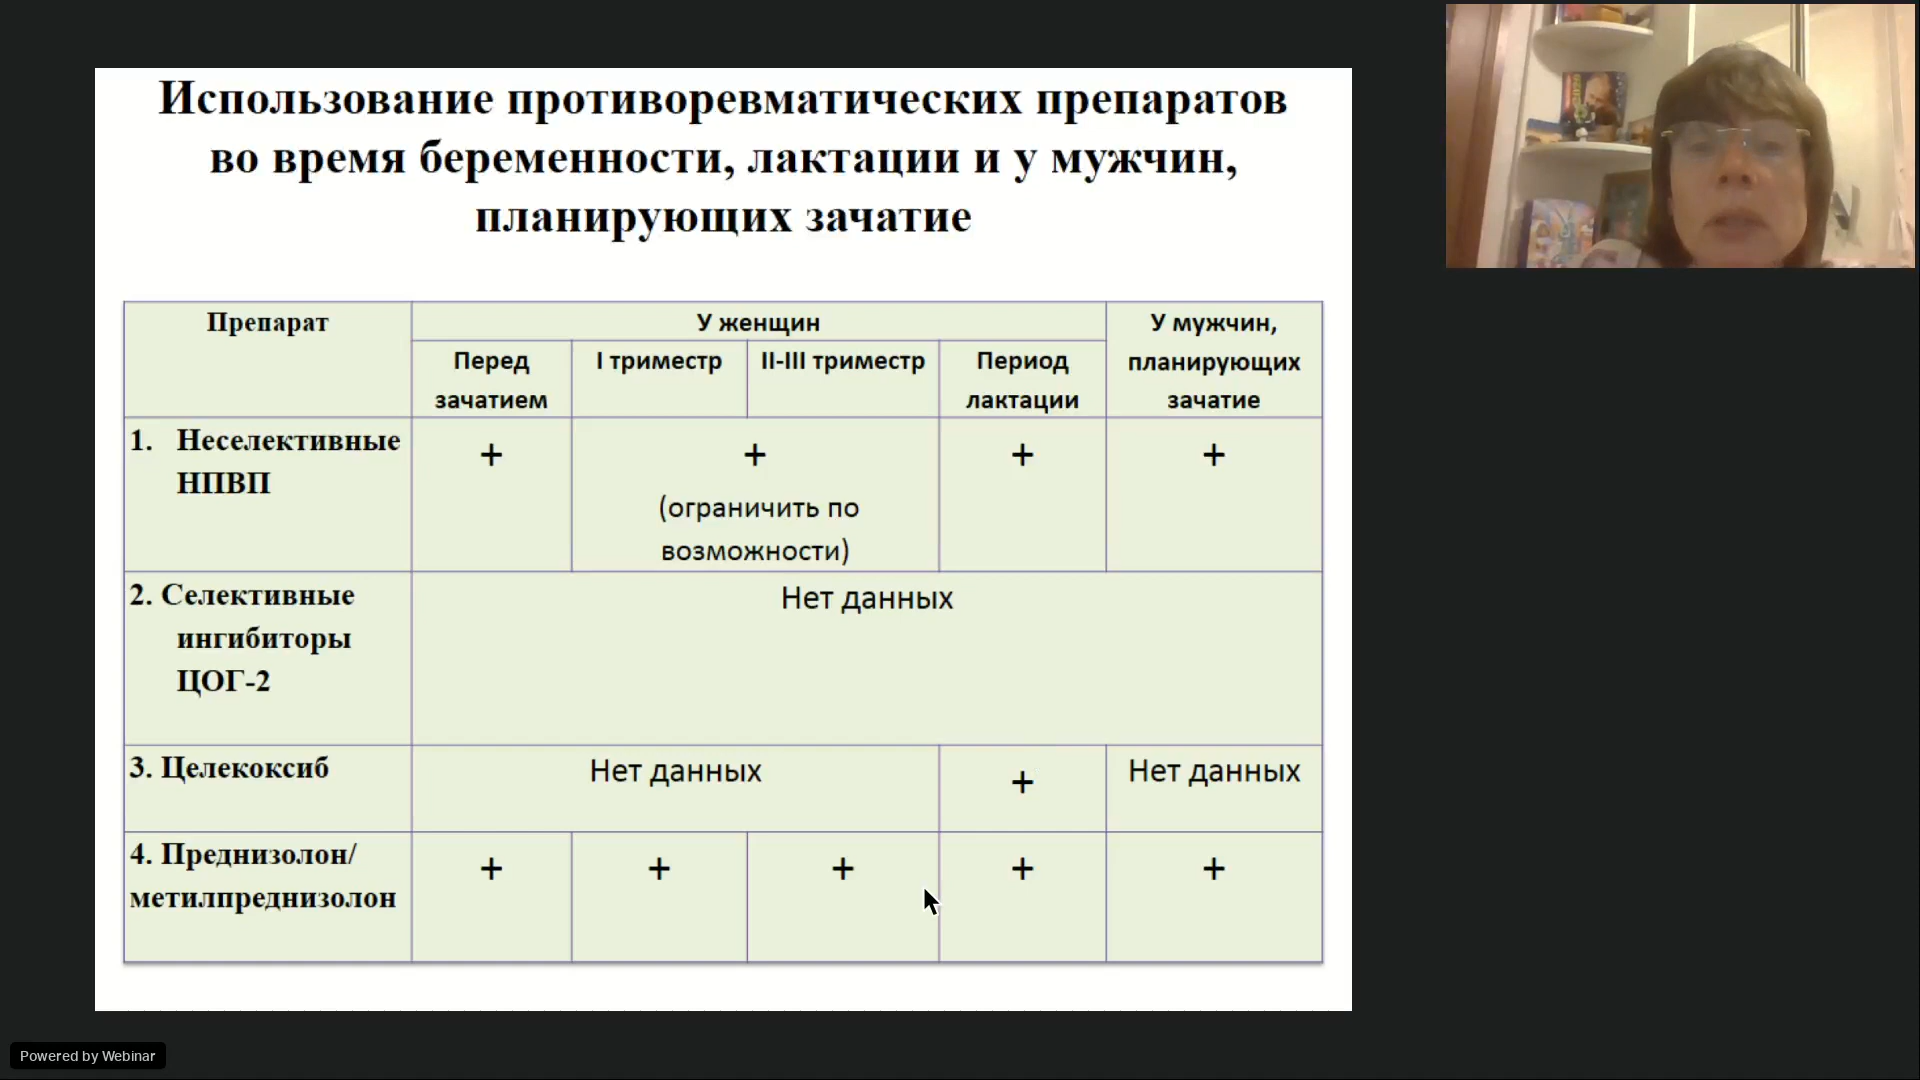 Использование противоревматических препаратов
во время беременности, лактации и у мужчин,
планирующих зачатие
Препарат
У женщин
У мужчин,
планирующих
зачатие
Перед
зачатием
I триместр
II-III триместр
Период
лактации
1. Неселективные
НПВП
+
+
(ограничить по
возможности)
+
+
2. Селективные
ингибиторы
ЦОГ-2
Нет данных
3. Целекоксиб
Нет данных
+
Нет данных
4. Преднизолон/
метилпреднизолон
+
+
+
+
+
Powered by Webinar